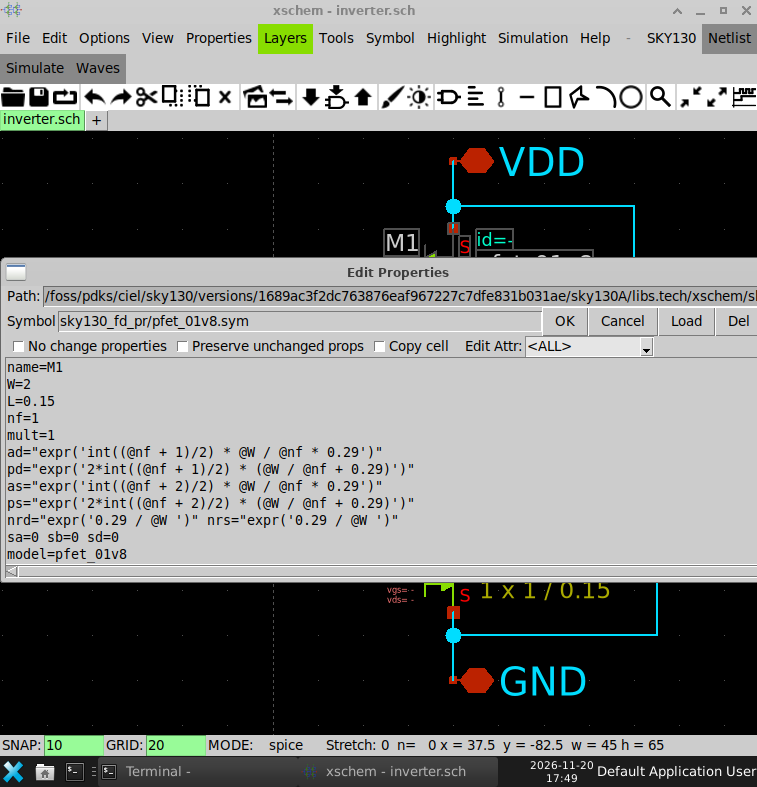 xschem - inverter.sch
File Edit Options View Properties Layers Tools Symbol Highlight Simulation Help - SKY130 Netlist
Simulate Waves
inverter.sch +
VDD
M1
S
id=-
Edit Properties
Path: /foss/pdks/ciel/sky130/versions/1689ac3f2dc763876eaf967227c7dfe831b031ae/sky130A/libs.tech/xschem/s
Symbol sky130_fd_pr/pfet_01v8.sym OK Cancel Load Del
No change properties Preserve unchanged props Copy cell Edit Attr: <ALL>
name=M1
W=2
L=0.15
nf=1
mult=1
ad="expr('int((@nf + 1)/2) * @W / @nf * 0.29')"
pd="expr('2*int((@nf + 1)/2) * (@W / @nf + 0.29)')"
as="expr('int((@nf + 2)/2) * @W / @nf * 0.29')"
ps="expr('2*int((@nf + 2)/2) * (@W / @nf + 0.29)')"
nrd="expr('0.29 / @W ')" nrs="expr('0.29 / @W ')"
sa=0 sb=0 sd=0
model=pfet_01v8
vgs=-
vds=-
S
1 x 1 / 0.15
GND
SNAP: 10 GRID: 20 MODE: spice Stretch: 0 n= 0 x = 37.5 y = -82.5 w = 45 h = 65
Terminal -
xschem - inverter.sch
2026-11-20
17:49
Default Application User